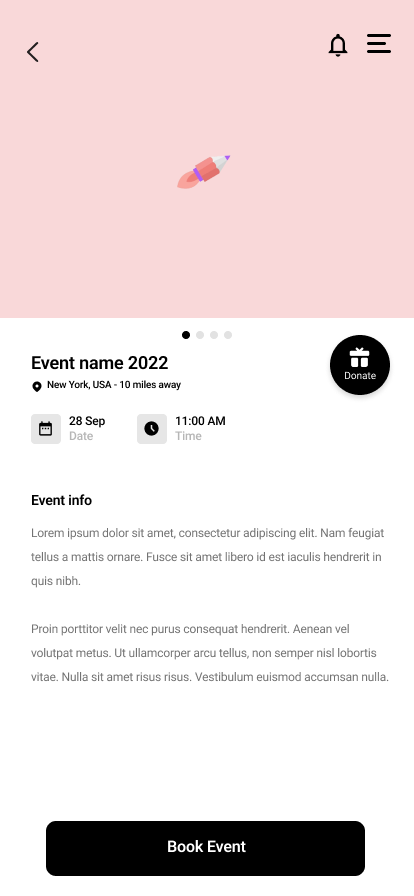 Event name 2022
New York, USA - 10 miles away
Donate
28 Sep
Date
11:00 AM
Time
Event info
Lorem ipsum dolor sit amet, consectetur adipiscing elit. Nam feugiat
tellus a mattis ornare. Fusce sit amet libero id est iaculis hendrerit in
quis nibh.
Proin porttitor velit nec purus consequat hendrerit. Aenean vel
volutpat metus. Ut ullamcorper arcu tellus, non semper nisl lobortis
vitae. Nulla sit amet risus risus. Vestibulum euismod accumsan nulla.
Book Event